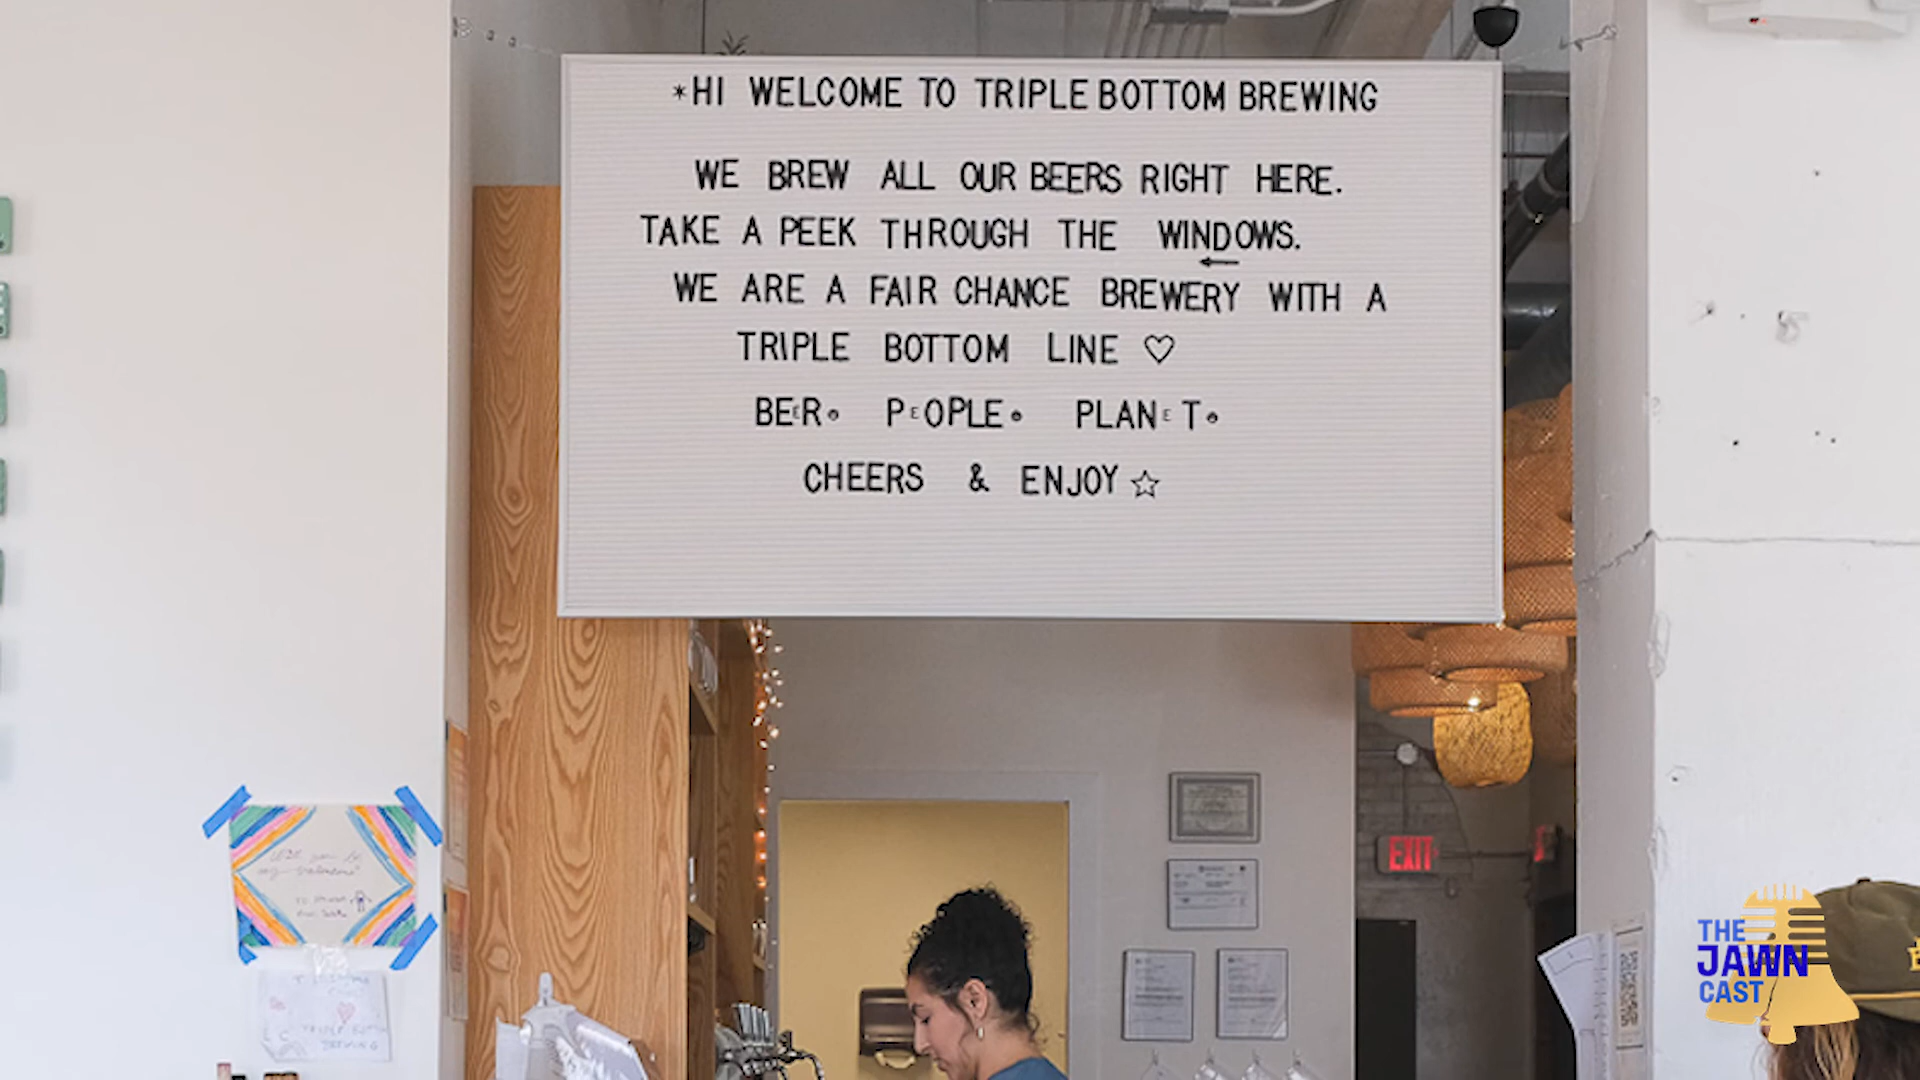 *HI WELCOME TO TRIPLE BOTTOM BREWING
WE BREW ALL OUR BEERS RIGHT HERE.
TAKE A PEEK THROUGH THE WINDOWS.
←
WE ARE A FAIR CHANCE BREWERY WITH A
TRIPLE BOTTOM LINE ♡
BEER. PEOPLE. PLANET.
CHEERS & ENJOY ☆
EXIT
THE
JAWN
CAST